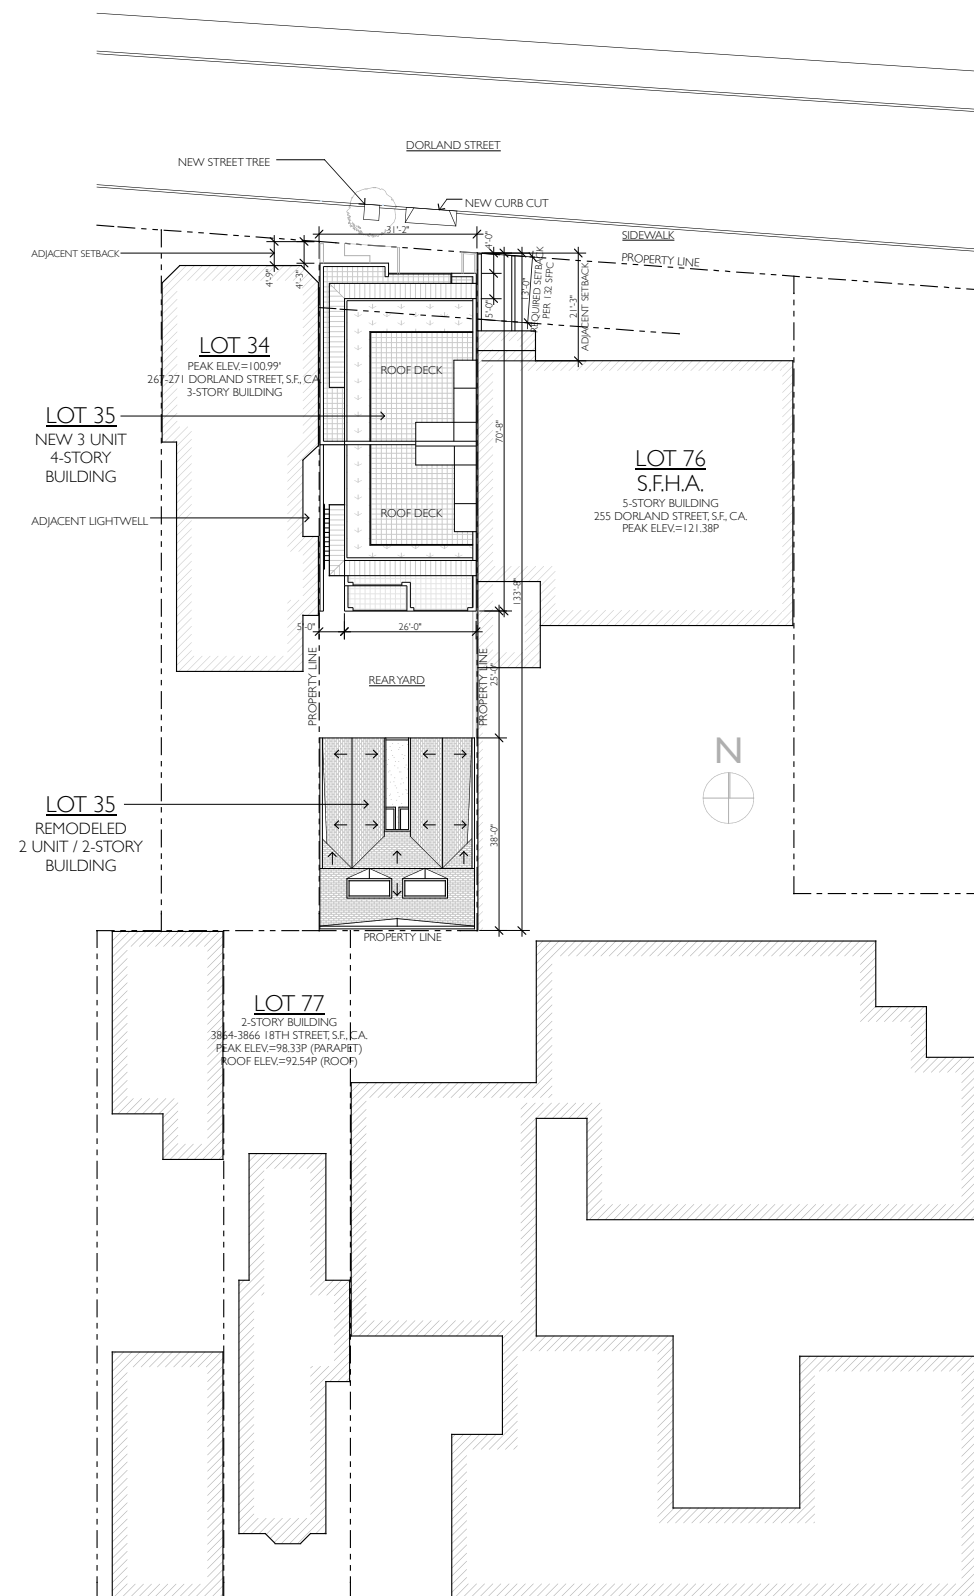 DORLAND STREET
NEW STREET TREE
NEW CURB CUT
31'-2"
SIDEWALK
PROPERTY LINE
ADJACENT SETBACK
4'-9"
4'-3"
4'-0"
5'-0"
13'-0"
REQUIRED SETBACK
PER 132 SFPC
21'-3"
ADJACENT SETBACK
LOT 34
PEAK ELEV.=100.99'
267-271 DORLAND STREET, S.F., CA.
3-STORY BUILDING
ROOF DECK
LOT 35
NEW 3 UNIT
4-STORY
BUILDING
70'-8"
LOT 76
S.F.H.A.
5-STORY BUILDING
255 DORLAND STREET, S.F., CA.
PEAK ELEV.=121.38P
ADJACENT LIGHTWELL
ROOF DECK
133'-8"
5'-0"
26'-0"
PROPERTY LINE
REAR YARD
PROPERTY LINE
25'-0"
N
LOT 35
REMODELED
2 UNIT / 2-STORY
BUILDING
38'-0"
PROPERTY LINE
LOT 77
2-STORY BUILDING
3864-3866 18TH STREET, S.F., CA.
PEAK ELEV.=98.33P (PARAPET)
ROOF ELEV.=92.54P (ROOF)